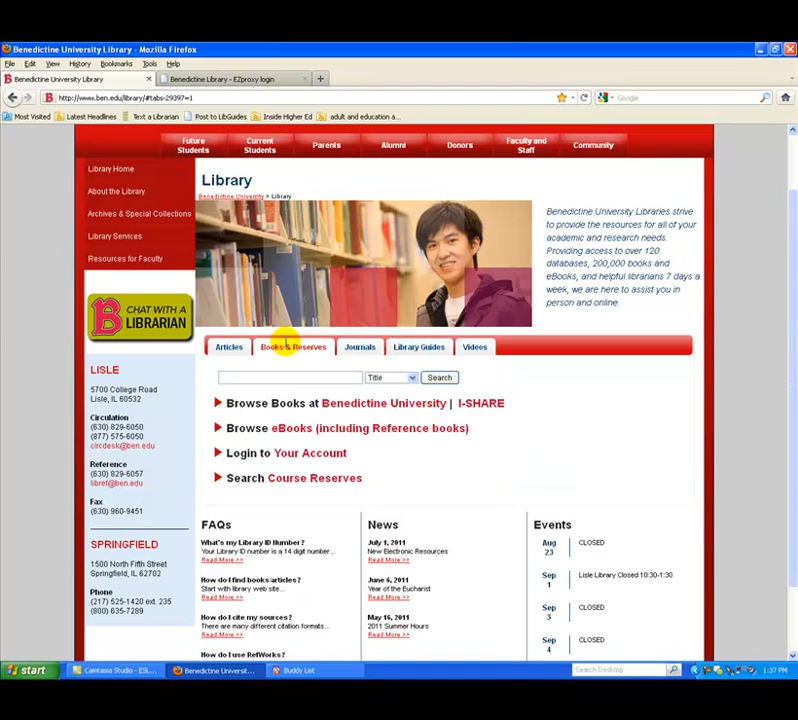 Benedictine University Library - Mozilla Firefox
File Edit View History Bookmarks Tools Help
Benedictine University Library
Benedictine Library - EZproxy login
http://www.ben.edu/library/#tabs-29397=1
Google
Most Visited Latest Headlines Text a Librarian Post to LibGuides Inside Higher Ed adult and education a...
Future Students
Current Students
Parents
Alumni
Donors
Faculty and Staff
Community
Library Home
About the Library
Archives & Special Collections
Library Services
Resources for Faculty
CHAT WITH A
LIBRARIAN
LISLE
5700 College Road
Lisle, IL 60532
Circulation
(630) 829-6050
(877) 575-6050
circdesk@ben.edu
Reference
(630) 829-6057
libref@ben.edu
Fax
(630) 960-9451
SPRINGFIELD
1500 North Fifth Street
Springfield, IL 62702
Phone
(217) 525-1420 ext. 235
(800) 635-7289
Library
Benedictine University > Library
Benedictine University Libraries strive
to provide the resources for all of your
academic and research needs.
Providing access to over 120
databases, 200,000 books and
eBooks, and helpful librarians 7 days a
week, we are here to assist you in
person and online.
Articles
Books & Reserves
Journals
Library Guides
Videos
Title
Search
Browse Books at Benedictine University | I-SHARE
Browse eBooks (including Reference books)
Login to Your Account
Search Course Reserves
FAQs
What's my Library ID Number?
Your Library ID number is a 14 digit number...
Read More >>
How do I find books/articles?
Start with library web site...
Read More >>
How do I cite my sources?
There are many different citation formats...
Read More >>
How do I use RefWorks?
News
July 1, 2011
New Electronic Resources
Read More >>
June 6, 2011
Year of the Eucharist
Read More >>
May 16, 2011
2011 Summer Hours
Read More >>
Events
Aug 23 CLOSED
Sep 1 Lisle Library Closed 10:30-1:30
Sep 3 CLOSED
Sep 4 CLOSED
start
Camtasia Studio - ESL...
Benedictine Universit...
Buddy List
Search Desktop
1:37 PM